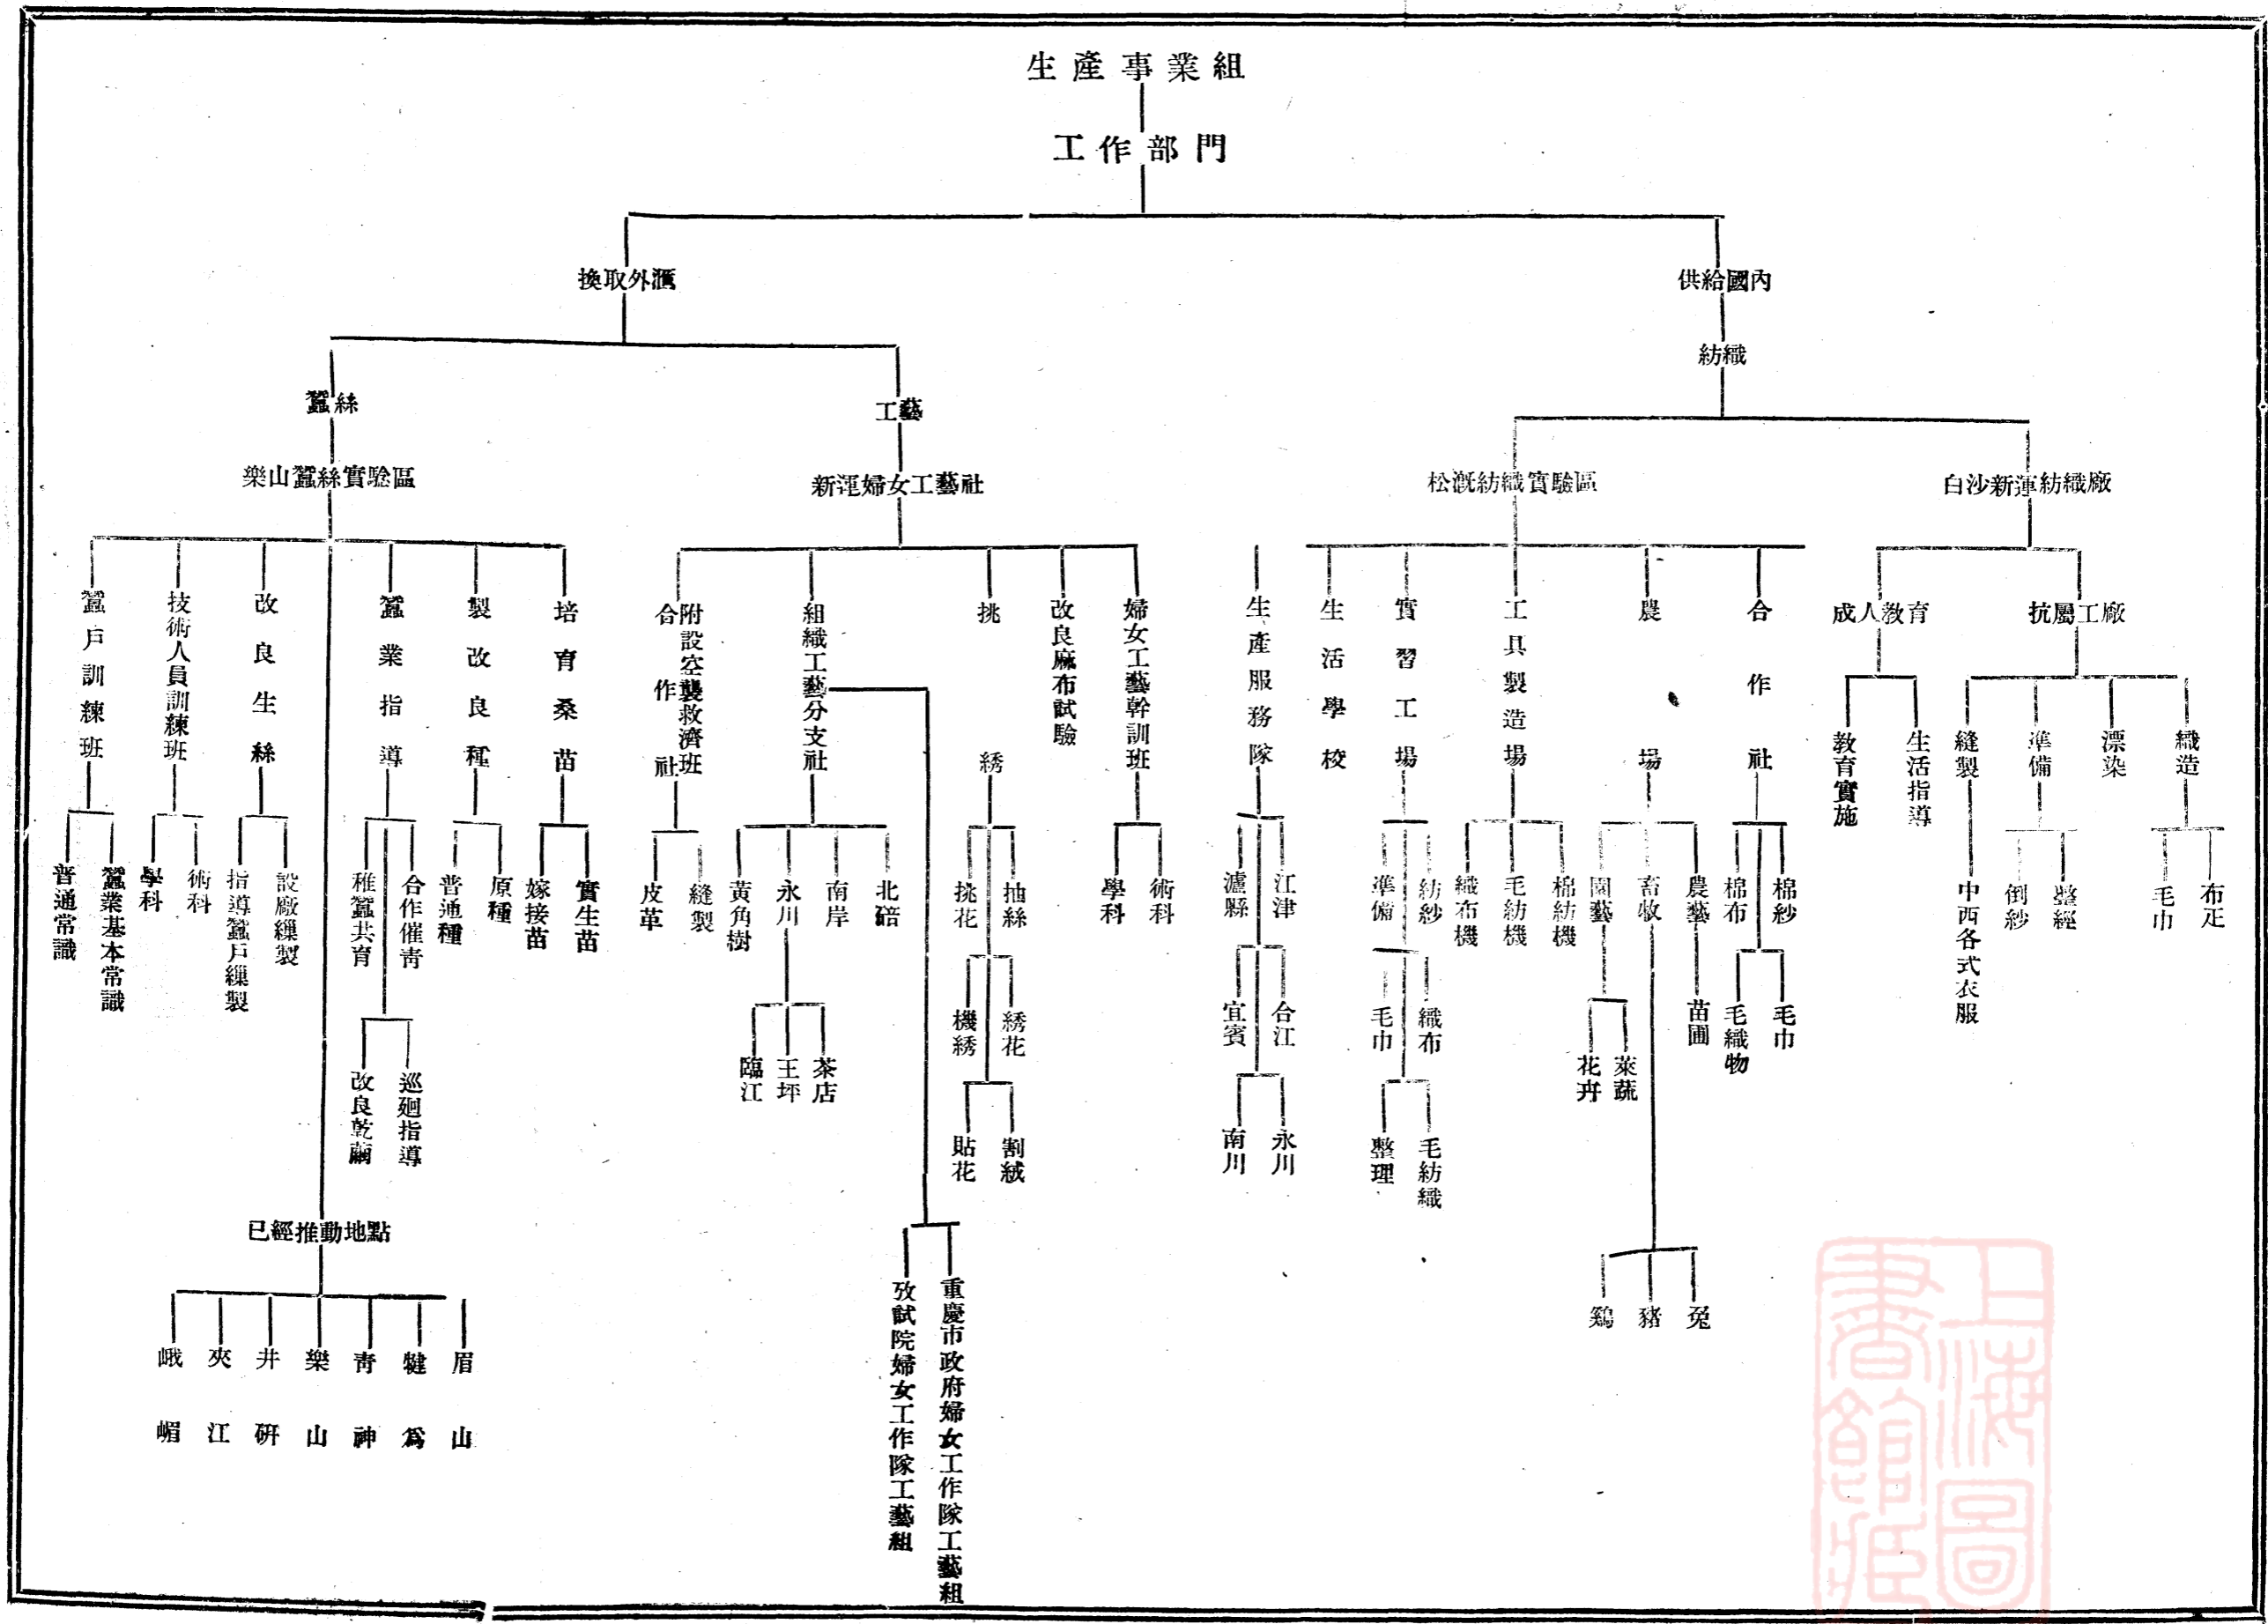 生產事業組
工作部門
換取外滙
供給國內
紡織
蠶絲
工藝
樂山蠶絲實驗區
新運婦女工藝社
松溉紡織實驗區
白沙新運紡織廠
成人教育
抗屬工廠
織造
漂染
準備
縫製
生活指導
教育實施
布疋
毛巾
整經
倒紗
中西各式衣服
合作社
農場
工具製造場
實習工場
生活學校
生產服務隊
棉紗
棉布
毛巾
毛織物
農藝
畜牧
園藝
苗圃
菜蔬
花卉
兔
豬
鷄
棉紡機
毛紡機
織布機
紡紗
準備
織布
毛巾
毛紡織
整理
江津
瀘縣
合江
宜賓
永川
南川
婦女工藝幹訓班
改良麻布試驗
挑綉
組織工藝分支社
附設空襲救濟班
合作社
術科
學科
抽絲
挑花
綉花
機綉
割絨
貼花
北碚
南岸
永川
黃角樹
茶店
王坪
臨江
重慶市政府婦女工作隊工藝組
攷試院婦女工作隊工藝組
縫製
皮革
培育桑苗
製改良種
蠶業指導
改良生絲
技術人員訓練班
蠶戶訓練班
實生苗
嫁接苗
原種
普通種
合作催青
稚蠶共育
巡廻指導
改良乾繭
設廠繅製
指導蠶戶繅製
術科
學科
蠶業基本常識
普通常識
已經推動地點
眉山
犍爲
青神
樂山
井研
夾江
峨嵋
上海圖書館藏